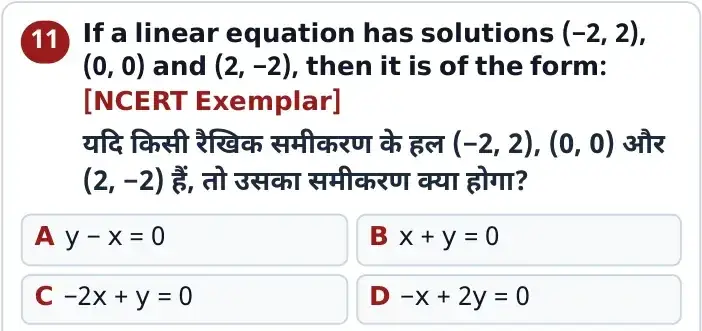 11 If a linear equation has solutions (−2, 2),
(0, 0) and (2, −2), then it is of the form:
[NCERT Exemplar]
यदि किसी रैखिक समीकरण के हल (−2, 2), (0, 0) और
(2, −2) हैं, तो उसका समीकरण क्या होगा?
A y − x = 0
B x + y = 0
C −2x + y = 0
D −x + 2y = 0